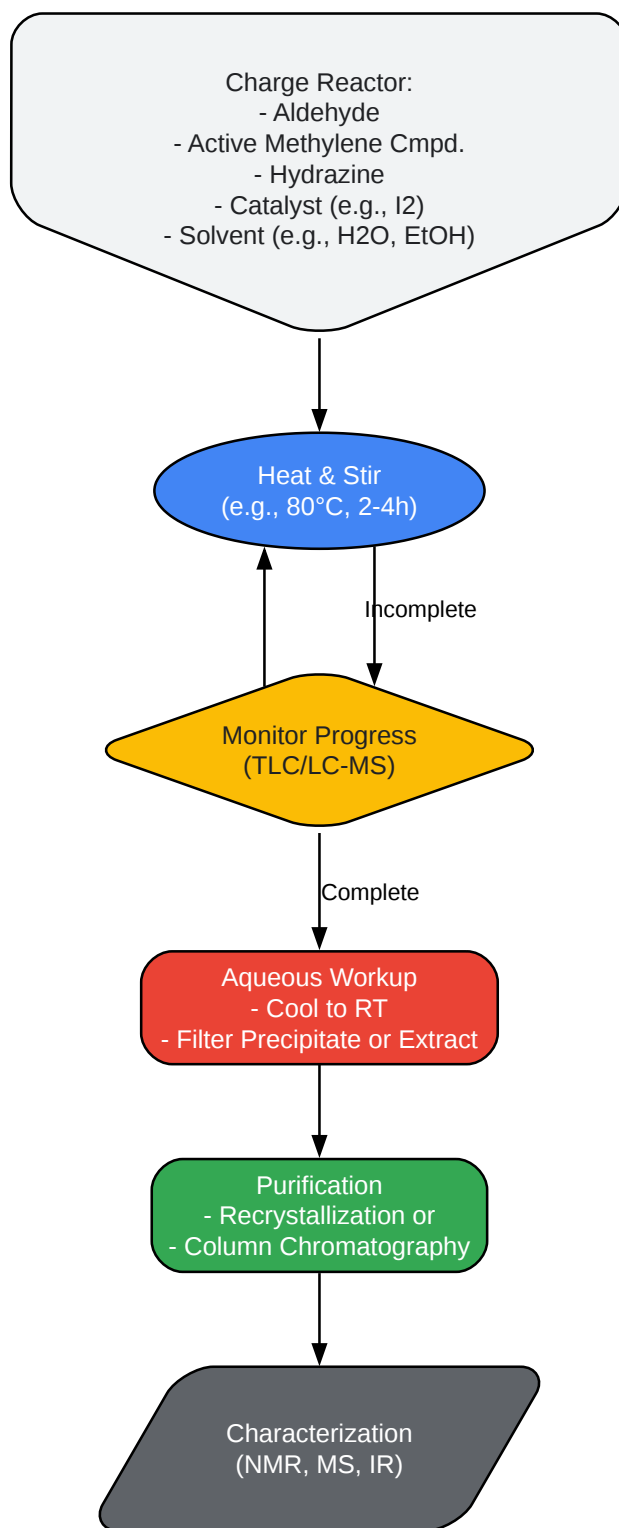 Charge Reactor:
- Aldehyde
- Active Methylene Cmpd.
- Hydrazine
- Catalyst (e.g., I2)
- Solvent (e.g., H2O, EtOH)
Heat & Stir
(e.g., 80°C, 2-4h)
Incomplete
Monitor Progress
(TLC/LC-MS)
Complete
Aqueous Workup
- Cool to RT
- Filter Precipitate or Extract
Purification
- Recrystallization or
- Column Chromatography
Characterization
(NMR, MS, IR)